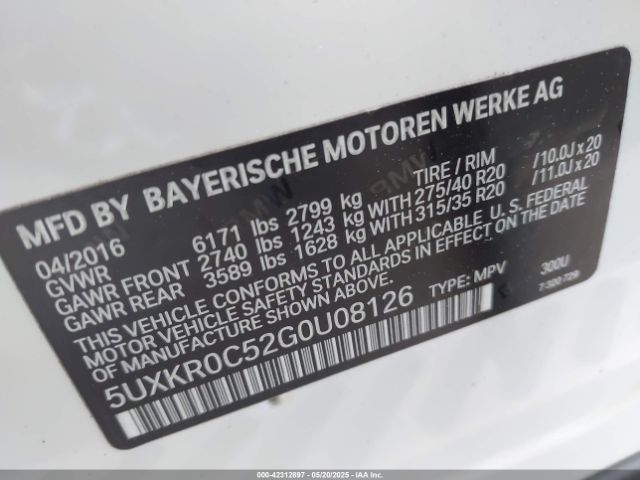 MFD BY BAYERISCHE MOTOREN WERKE AG
04/2016
GVWR 6171 lbs 2799 kg TIRE / RIM
GAWR FRONT 2740 lbs 1243 kg WITH 275/40 R20 /10.0J x 20
GAWR REAR 3589 lbs 1628 kg WITH 315/35 R20 /11.0J x 20
THIS VEHICLE CONFORMS TO ALL APPLICABLE U.S. FEDERAL
MOTOR VEHICLE SAFETY STANDARDS IN EFFECT ON THE DATE
OF MANUFACTURE SHOWN ABOVE.
5UXKR0C52G0U08126 TYPE: MPV 300U
7 320 729
000-42312897 | 05/20/2025 | IAA Inc.